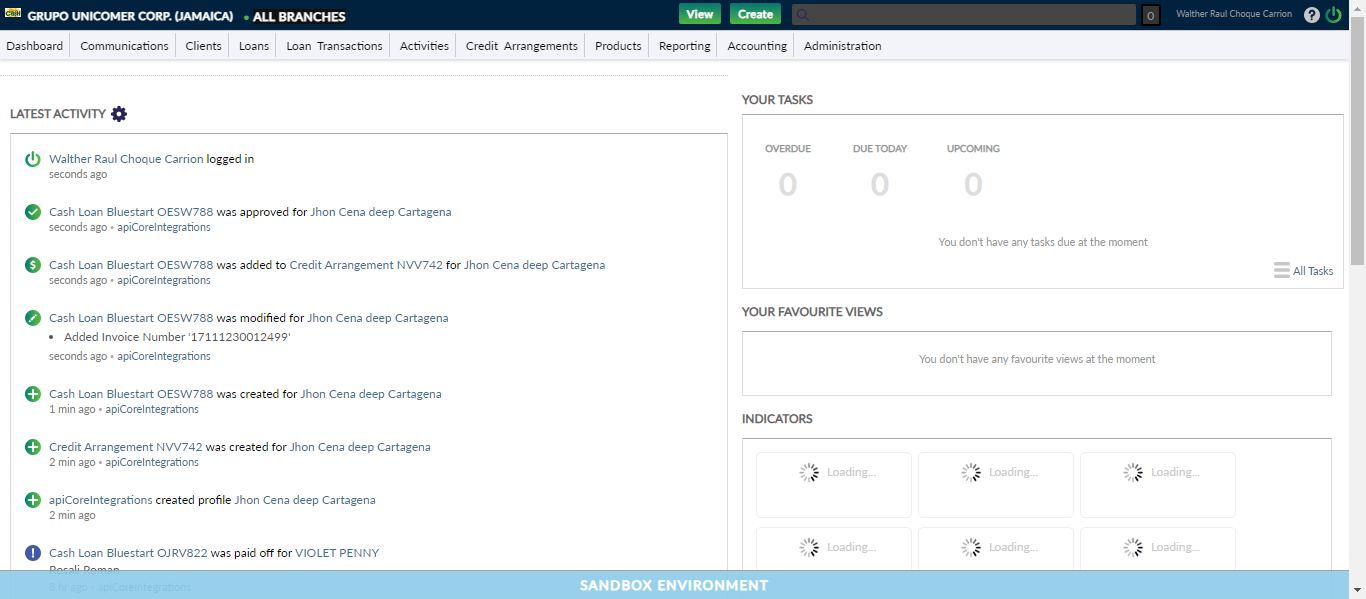 GRUPO UNICOMER CORP. (JAMAICA) • ALL BRANCHES
View Create 0 Walther Raul Choque Carrion ?
Dashboard Communications Clients Loans Loan Transactions Activities Credit Arrangements Products Reporting Accounting Administration
LATEST ACTIVITY
Walther Raul Choque Carrion logged in
seconds ago
Cash Loan Bluestart OESW788 was approved for Jhon Cena deep Cartagena
seconds ago • apiCoreIntegrations
Cash Loan Bluestart OESW788 was added to Credit Arrangement NVV742 for Jhon Cena deep Cartagena
seconds ago • apiCoreIntegrations
Cash Loan Bluestart OESW788 was modified for Jhon Cena deep Cartagena
• Added Invoice Number '17111230012499'
seconds ago • apiCoreIntegrations
Cash Loan Bluestart OESW788 was created for Jhon Cena deep Cartagena
1 min ago • apiCoreIntegrations
Credit Arrangement NVV742 was created for Jhon Cena deep Cartagena
2 min ago • apiCoreIntegrations
apiCoreIntegrations created profile Jhon Cena deep Cartagena
2 min ago
Cash Loan Bluestart OJRV822 was paid off for VIOLET PENNY
Rosali Roman
8 hr ago • apiCoreIntegrations
YOUR TASKS
OVERDUE DUE TODAY UPCOMING
0 0 0
You don't have any tasks due at the moment
All Tasks
YOUR FAVOURITE VIEWS
You don't have any favourite views at the moment
INDICATORS
Loading... Loading... Loading...
Loading... Loading... Loading...
SANDBOX ENVIRONMENT